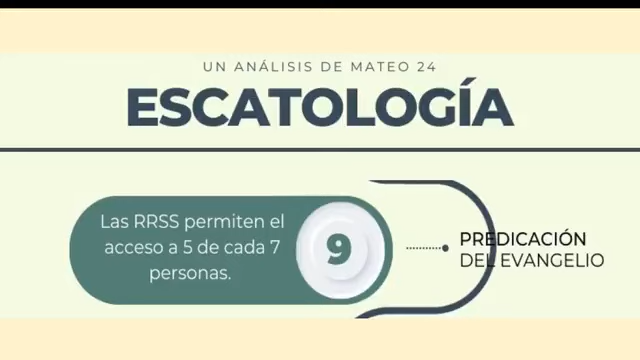 UN ANÁLISIS DE MATEO 24
ESCATOLOGÍA
Las RRSS permiten el
acceso a 5 de cada 7
personas.
9
PREDICACIÓN
DEL EVANGELIO